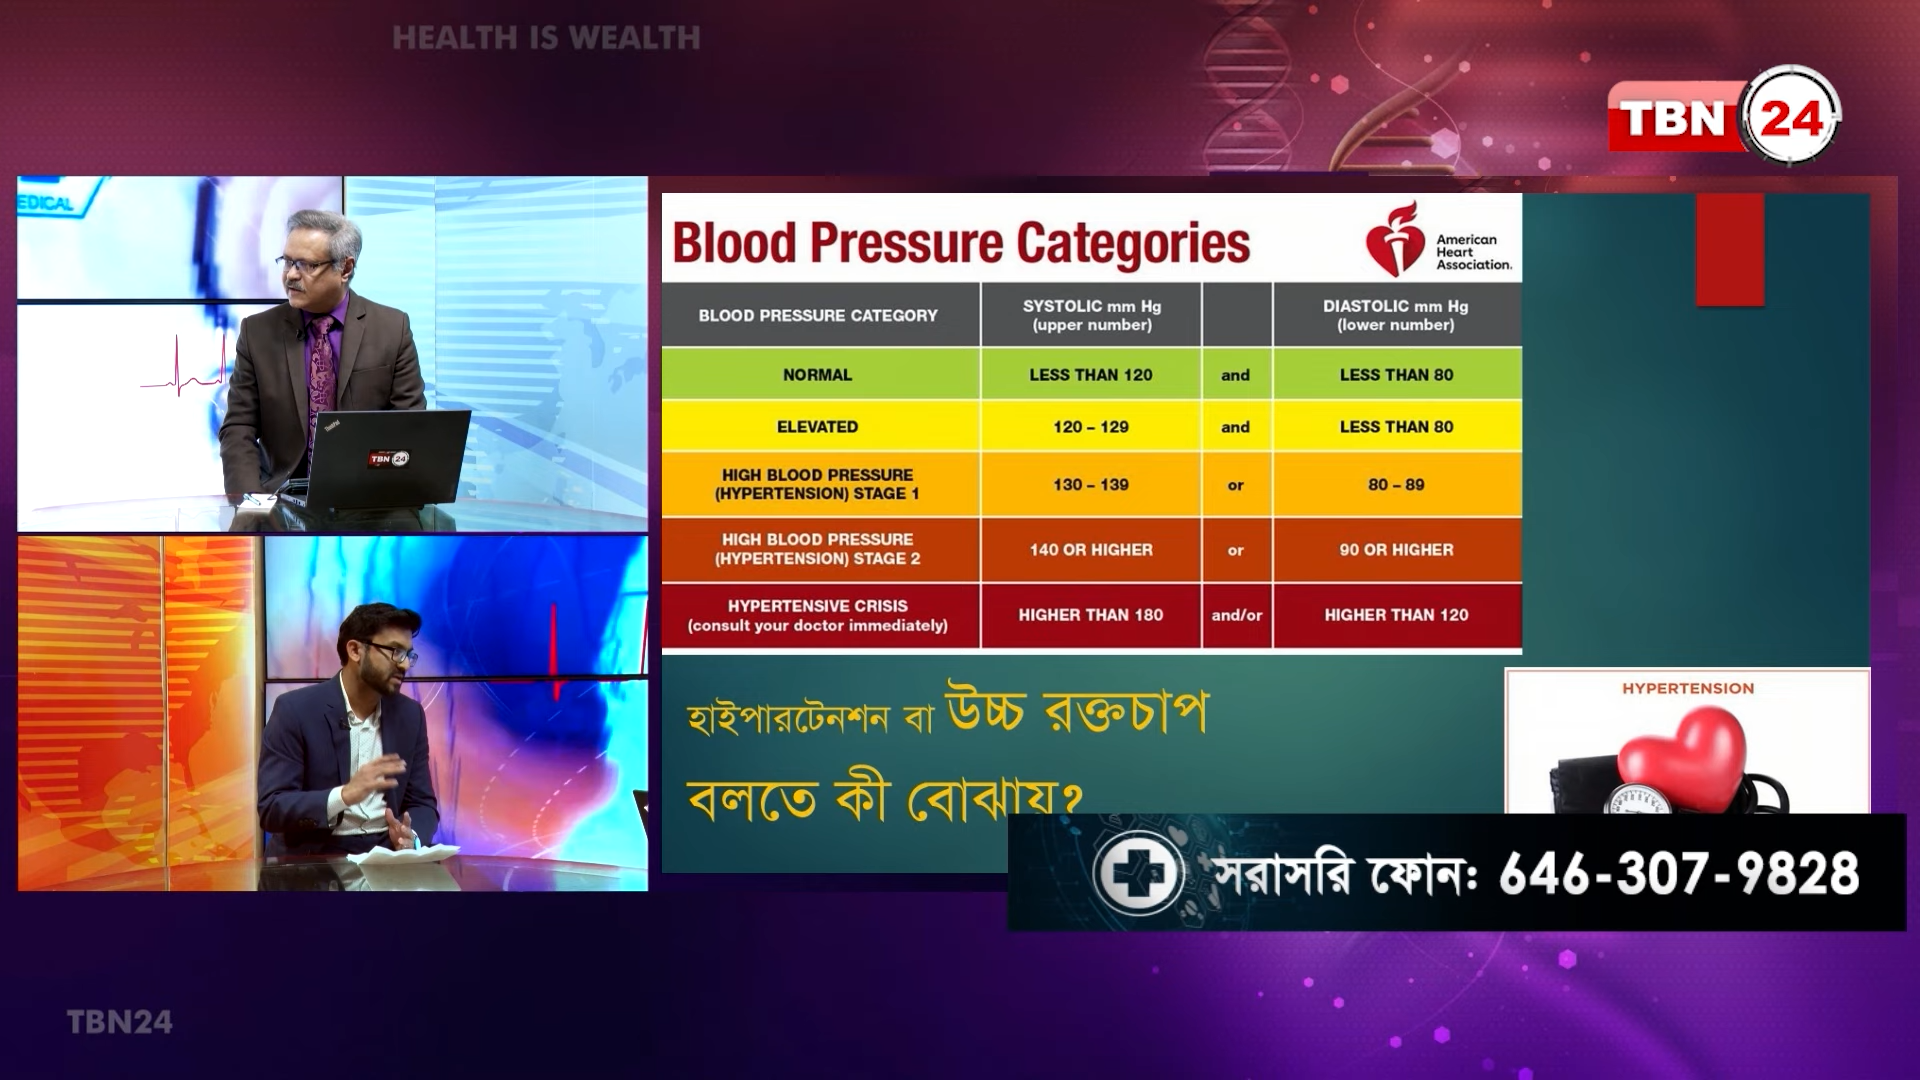 HEALTH IS WEALTH
TBN 24
EDICAL
ThinkPad
TBN 24
Blood Pressure Categories
American
Heart
Association.
BLOOD PRESSURE CATEGORY SYSTOLIC mm Hg (upper number) DIASTOLIC mm Hg (lower number)
NORMAL LESS THAN 120 and LESS THAN 80
ELEVATED 120 – 129 and LESS THAN 80
HIGH BLOOD PRESSURE (HYPERTENSION) STAGE 1 130 – 139 or 80 – 89
HIGH BLOOD PRESSURE (HYPERTENSION) STAGE 2 140 OR HIGHER or 90 OR HIGHER
HYPERTENSIVE CRISIS (consult your doctor immediately) HIGHER THAN 180 and/or HIGHER THAN 120
হাইপারটেনশন বা উচ্চ রক্তচাপ
বলতে কী বোঝায়?
HYPERTENSION
সরাসরি ফোন: 646-307-9828
TBN24